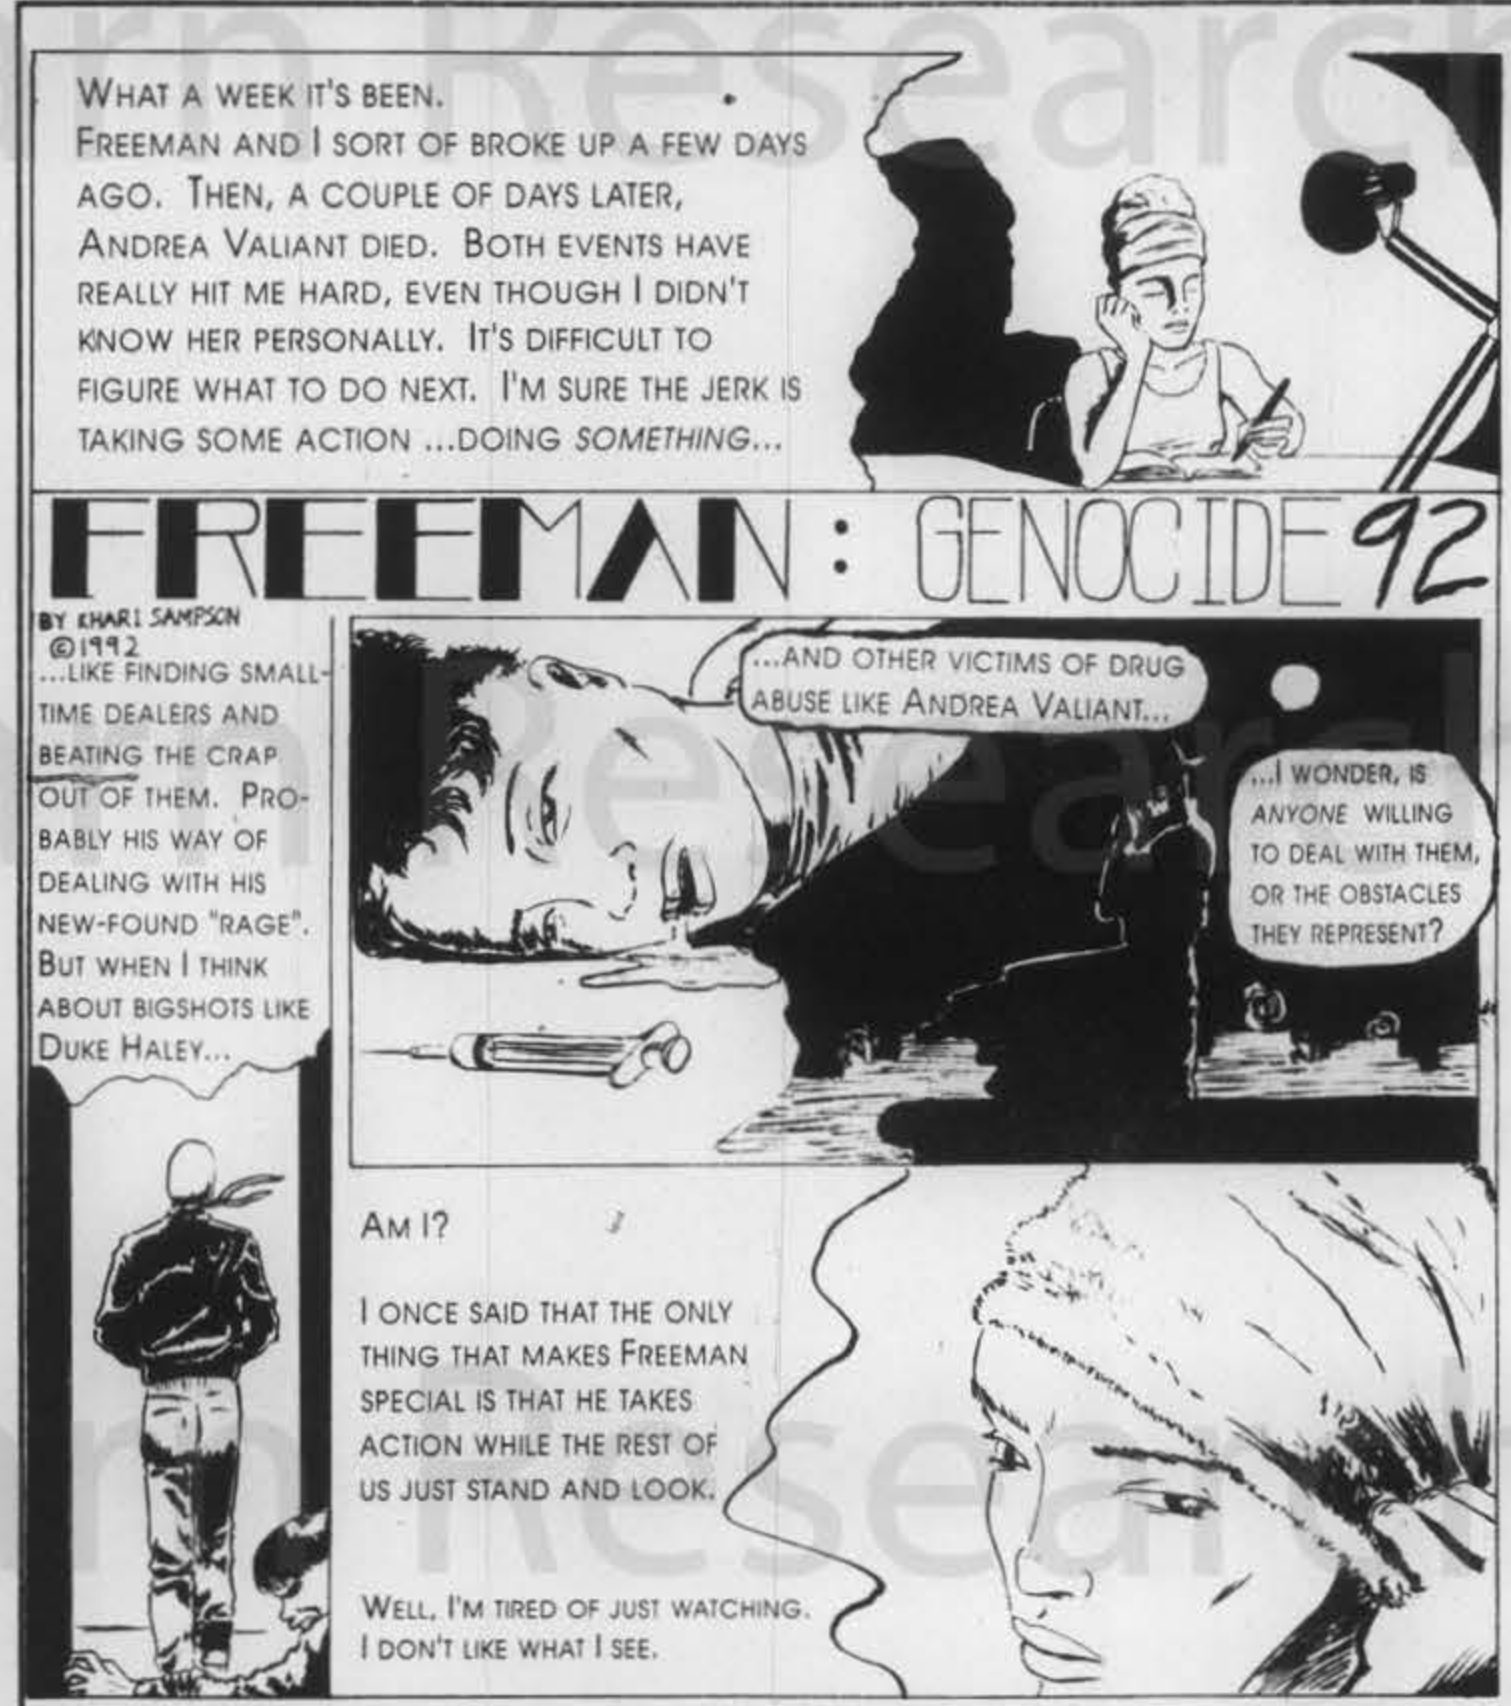 WHAT A WEEK IT'S BEEN.
FREEMAN AND I SORT OF BROKE UP A FEW DAYS
AGO. THEN, A COUPLE OF DAYS LATER,
ANDREA VALIANT DIED. BOTH EVENTS HAVE
REALLY HIT ME HARD, EVEN THOUGH I DIDN'T
KNOW HER PERSONALLY. IT'S DIFFICULT TO
FIGURE WHAT TO DO NEXT. I'M SURE THE JERK IS
TAKING SOME ACTION ...DOING SOMETHING...
FREEMAN: GENOCIDE 92
BY KHARI SAMPSON
©1992
...LIKE FINDING SMALL-
TIME DEALERS AND
BEATING THE CRAP
OUT OF THEM. PRO-
BABLY HIS WAY OF
DEALING WITH HIS
NEW-FOUND "RAGE".
BUT WHEN I THINK
ABOUT BIGSHOTS LIKE
DUKE HALEY...
...AND OTHER VICTIMS OF DRUG
ABUSE LIKE ANDREA VALIANT...
...I WONDER, IS
ANYONE WILLING
TO DEAL WITH THEM,
OR THE OBSTACLES
THEY REPRESENT?
AM I?
I ONCE SAID THAT THE ONLY
THING THAT MAKES FREEMAN
SPECIAL IS THAT HE TAKES
ACTION WHILE THE REST OF
US JUST STAND AND LOOK.
WELL, I'M TIRED OF JUST WATCHING.
I DON'T LIKE WHAT I SEE.
rn Research
rn Research
rn Research